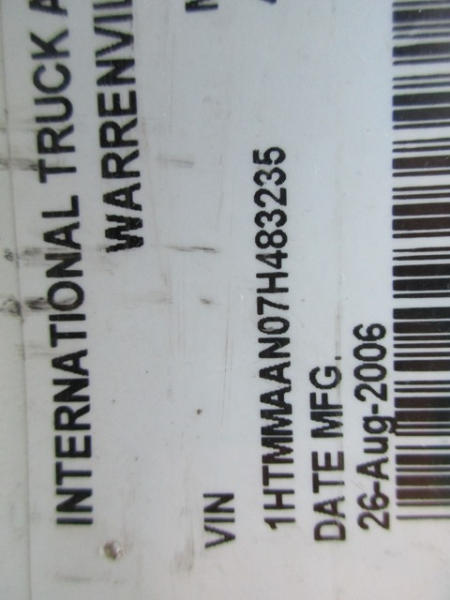 INTERNATIONAL TRUCK A
WARRENVIL
VIN
1HTMMAAN07H483235
DATE MFG.
26-Aug-2006